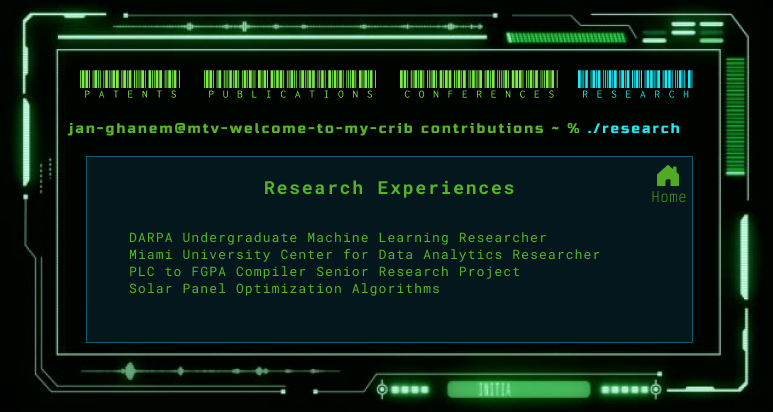 PATENTS PUBLICATIONS CONFERENCES RESEARCH
jan-ghanem@mtv-welcome-to-my-crib contributions ~ % ./research
Home
Research Experiences
DARPA Undergraduate Machine Learning Researcher
Miami University Center for Data Analytics Researcher
PLC to FGPA Compiler Senior Research Project
Solar Panel Optimization Algorithms
INITIA